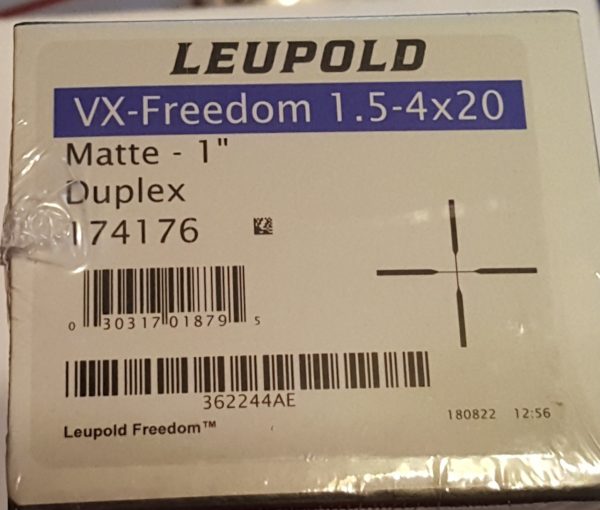 LEUPOLD
VX-Freedom 1.5-4x20
Matte - 1"
Duplex
174176
0 30317 01879 5
362244AE
Leupold Freedom™
180822 12:56